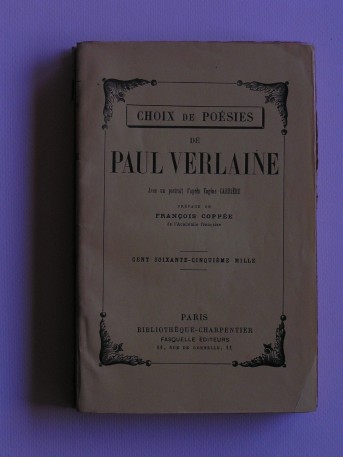 CHOIX DE POÉSIES
DE
PAUL VERLAINE
Avec un portrait d'après Eugène CARRIÈRE
PRÉFACE DE
FRANÇOIS COPPÉE
de l'Académie française
CENT SOIXANTE-CINQUIÈME MILLE
PARIS
BIBLIOTHÈQUE-CHARPENTIER
FASQUELLE ÉDITEURS
11, RUE DE GRENELLE, 11